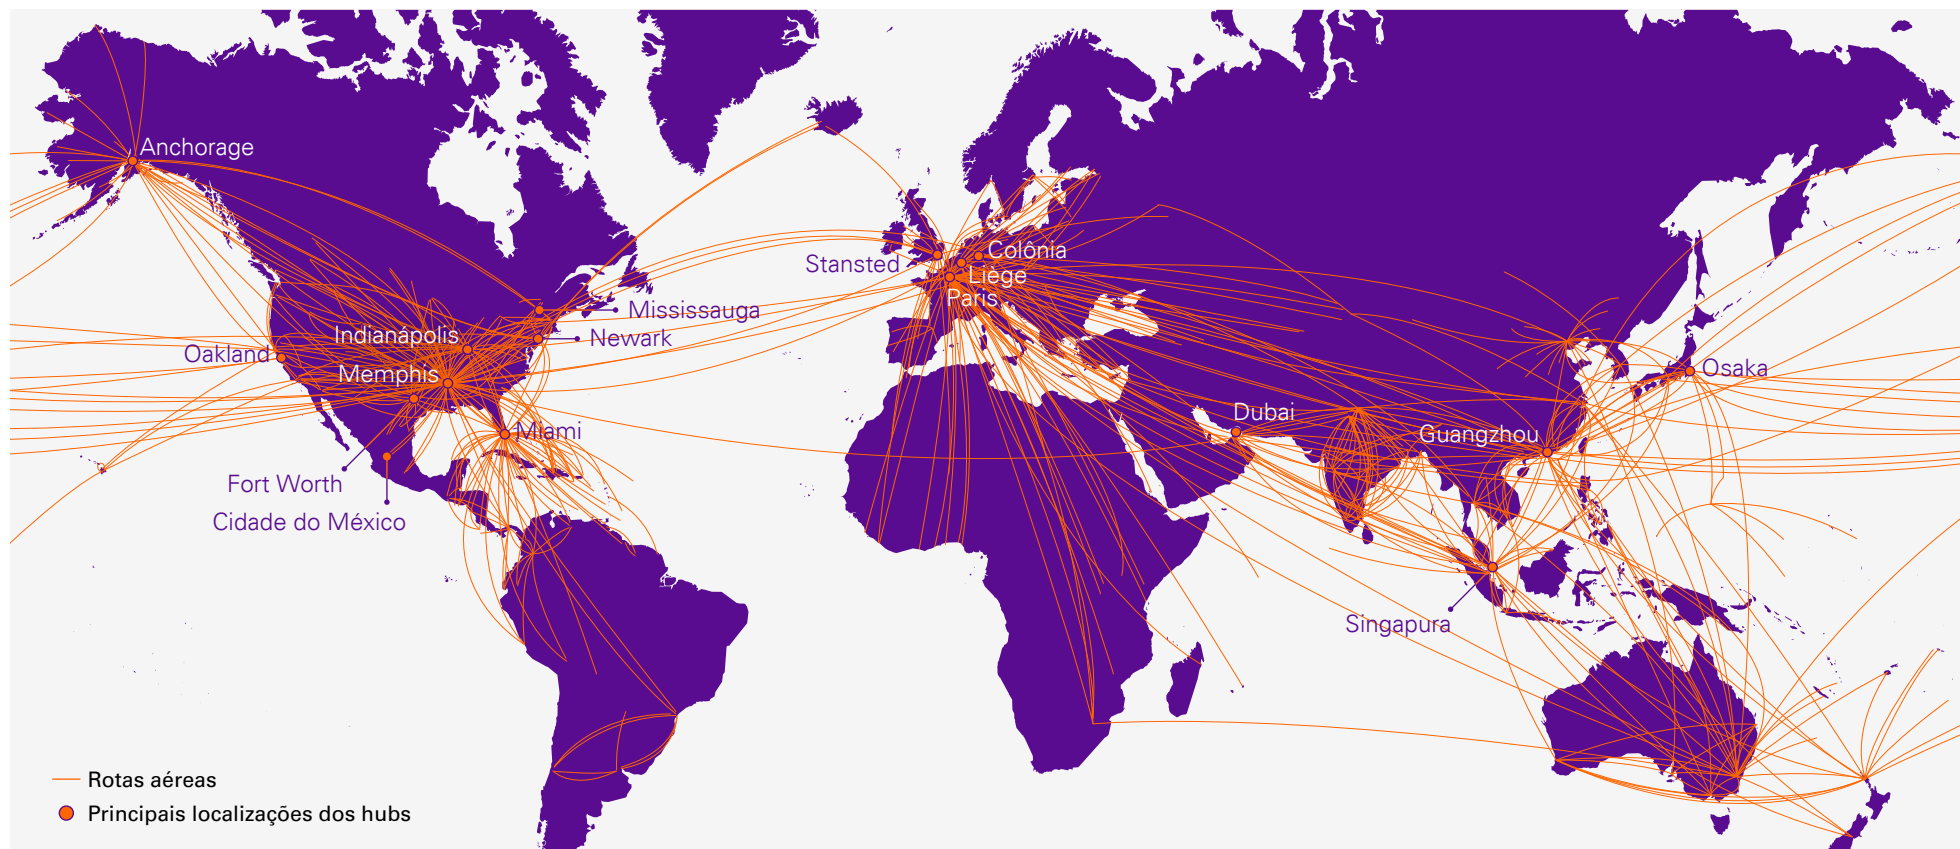 Anchorage
Colônia
Stansted
Liège
Paris
Mississauga
Newark
Indianápolis
Oakland
Memphis
Osaka
Dubai
Miami
Guangzhou
Fort Worth
Cidade do México
Singapura
Rotas aéreas
Principais localizações dos hubs